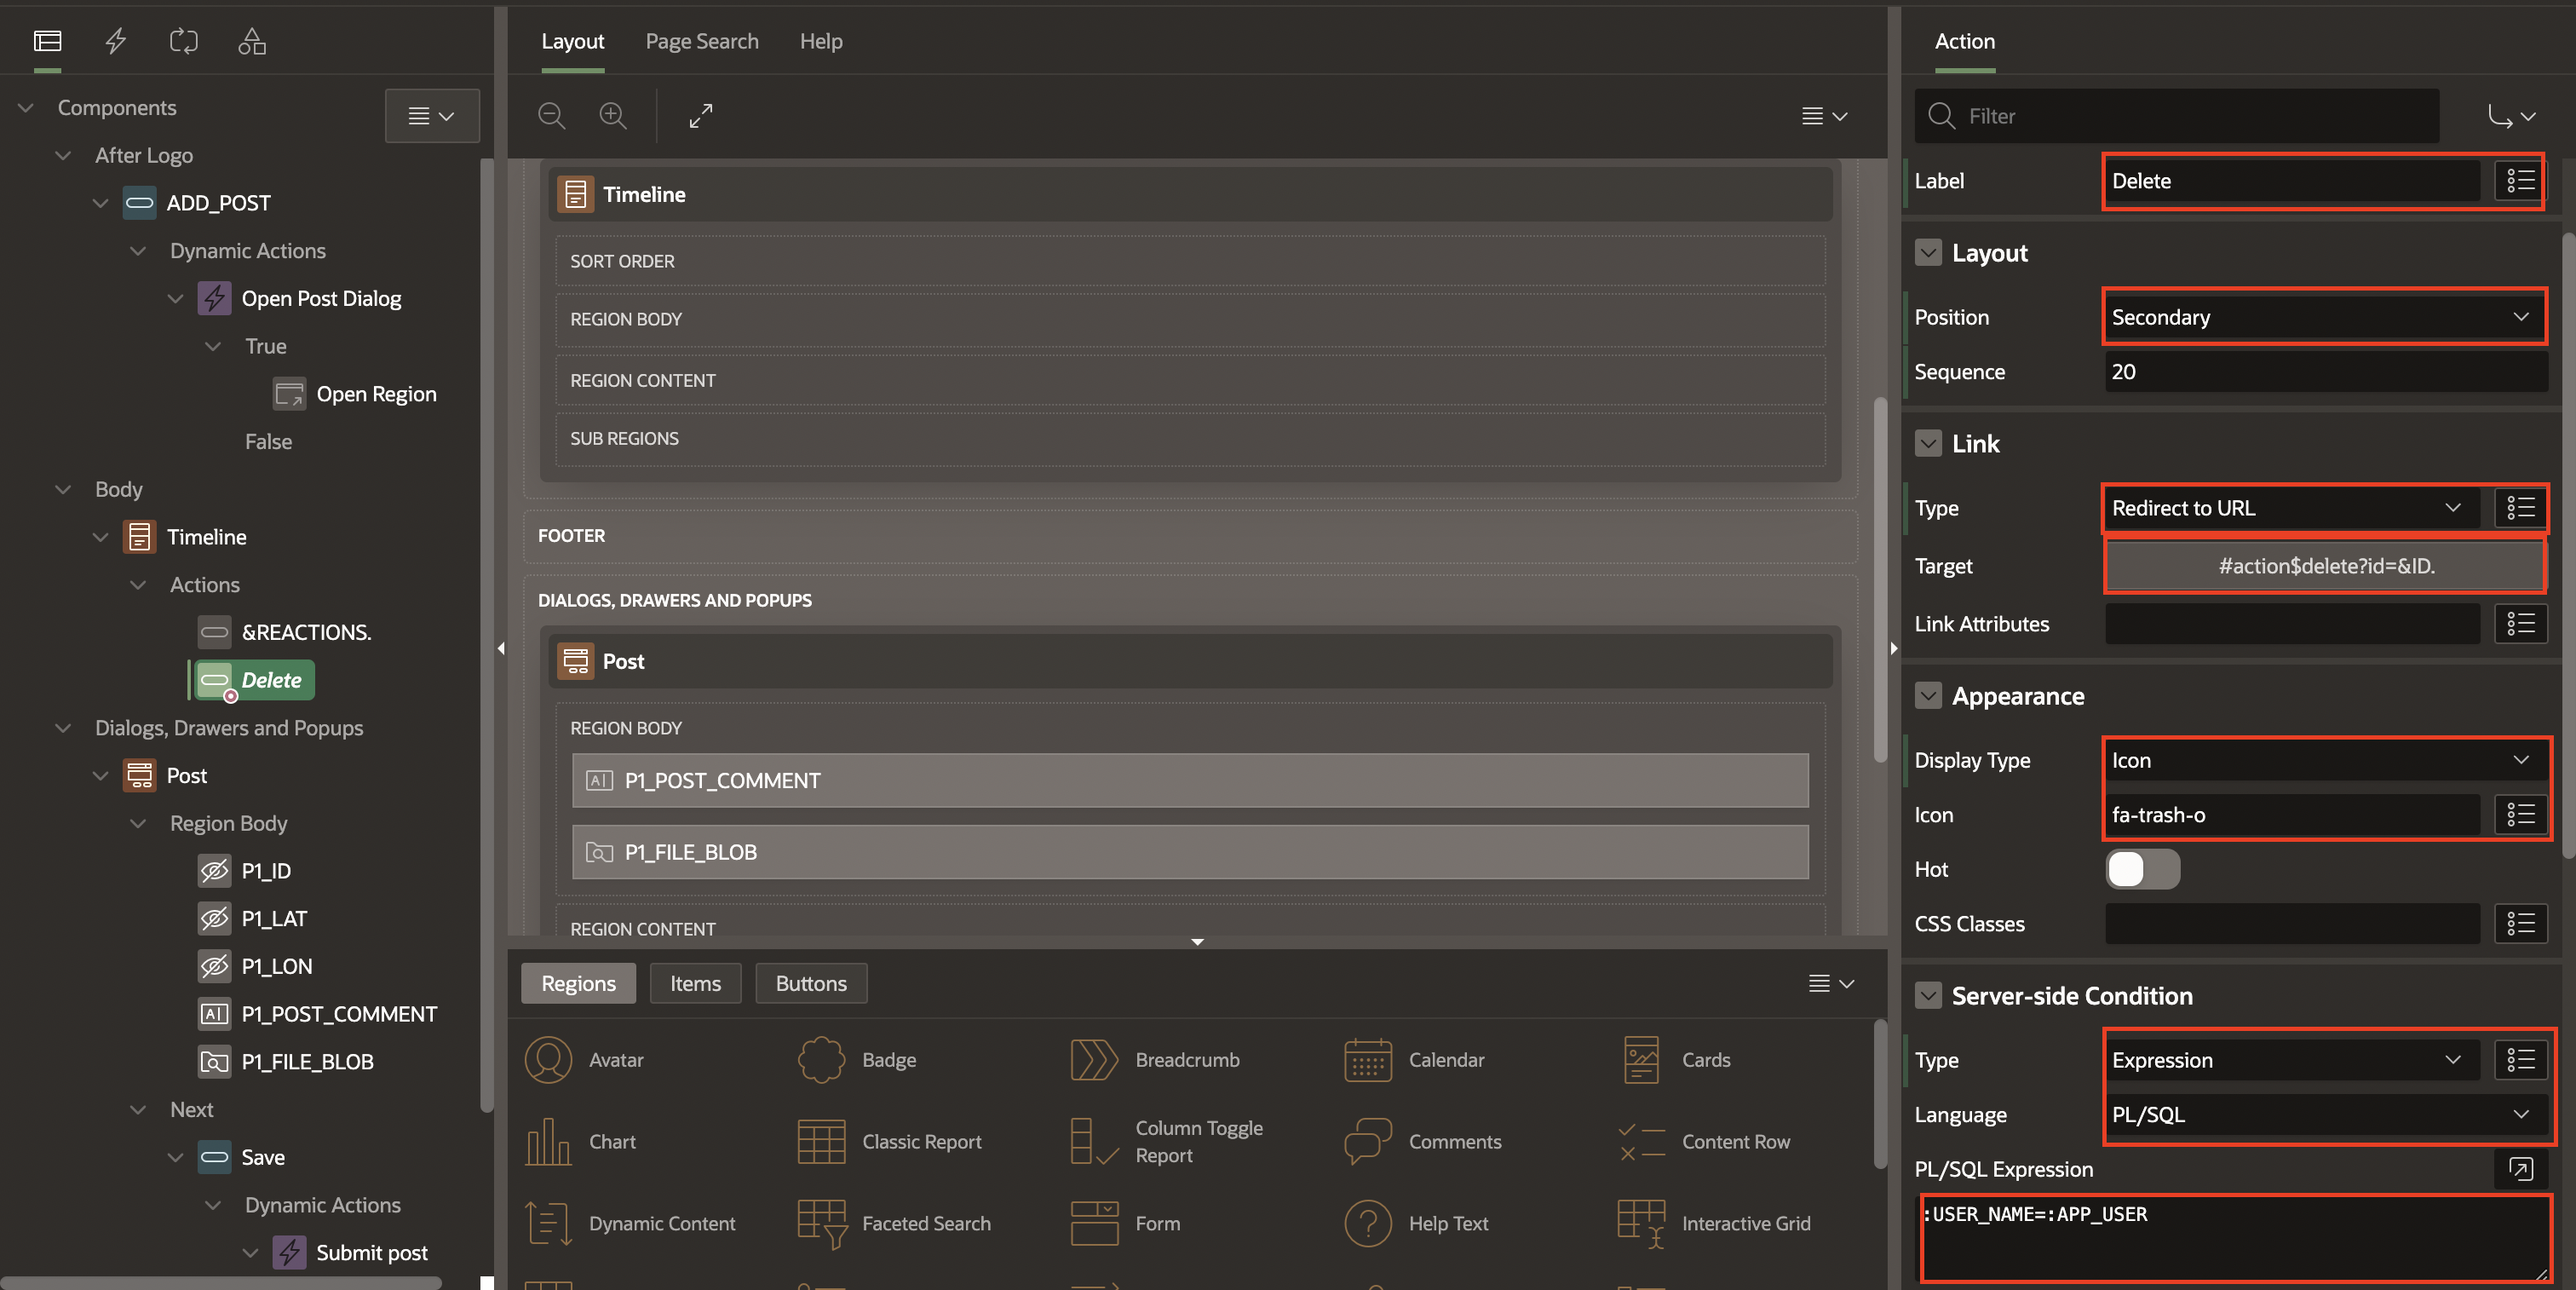 Components
After Logo
ADD_POST
Dynamic Actions
Open Post Dialog
True
Open Region
False
Body
Timeline
Actions
&REACTIONS.
Delete
Dialogs, Drawers and Popups
Post
Region Body
P1_ID
P1_LAT
P1_LON
P1_POST_COMMENT
P1_FILE_BLOB
Next
Save
Dynamic Actions
Submit post
Layout Page Search Help
Timeline
SORT ORDER
REGION BODY
REGION CONTENT
SUB REGIONS
FOOTER
DIALOGS, DRAWERS AND POPUPS
Post
REGION BODY
P1_POST_COMMENT
P1_FILE_BLOB
REGION CONTENT
Regions Items Buttons
Avatar Badge Breadcrumb Calendar Cards
Chart Classic Report Column Toggle Report Comments Content Row
Dynamic Content Faceted Search Form Help Text Interactive Grid
Action
Filter
Label Delete
Layout
Position Secondary
Sequence 20
Link
Type Redirect to URL
Target #action$delete?id=&ID.
Link Attributes
Appearance
Display Type Icon
Icon fa-trash-o
Hot
CSS Classes
Server-side Condition
Type Expression
Language PL/SQL
PL/SQL Expression
:USER_NAME=:APP_USER